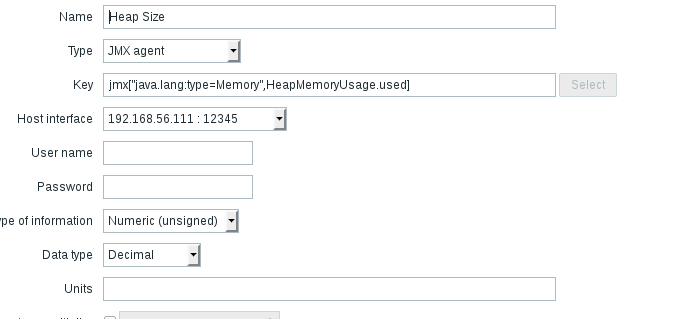 Name Heap Size
Type JMX agent
Key jmx["java.lang:type=Memory",HeapMemoryUsage.used] Select
Host interface 192.168.56.111 : 12345
User name
Password
ype of information Numeric (unsigned)
Data type Decimal
Units